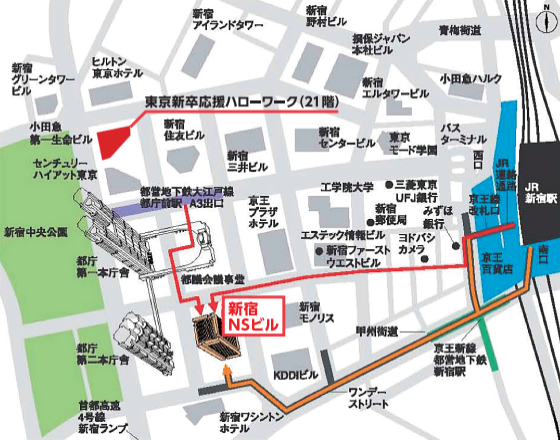 新宿
アイランドタワー
新宿
野村ビル
損保ジャパン
本社ビル
青梅街道
N
新宿
グリーンタワー
ビル
ヒルトン
東京ホテル
新宿
エルタワービル
小田急ハルク
東京新卒応援ハローワーク(21階)
小田急
第一生命ビル
新宿
住友ビル
新宿
センタービル
東京
モード学園
バス
ターミナル
西口
JR
連絡
通路
JR
新宿駅
センチュリー
ハイアット東京
新宿
三井ビル
都営地下鉄大江戸線
都庁前駅 A3出口
京王
プラザ
ホテル
工学院大学
三菱東京
UFJ銀行
新宿
郵便局
みずほ
銀行
京王線
改札口
新宿中央公園
エステック情報ビル
新宿ファースト
ウエストビル
ヨドバシ
カメラ
京王
百貨店
南口
都庁
第一本庁舎
都議会議事堂
新宿
NSビル
新宿
モノリス
甲州街道
都庁
第二本庁舎
京王新線
都営地下鉄
新宿駅
KDDIビル
ワンデー
ストリート
首都高速
4号線
新宿ランプ
新宿ワシントン
ホテル